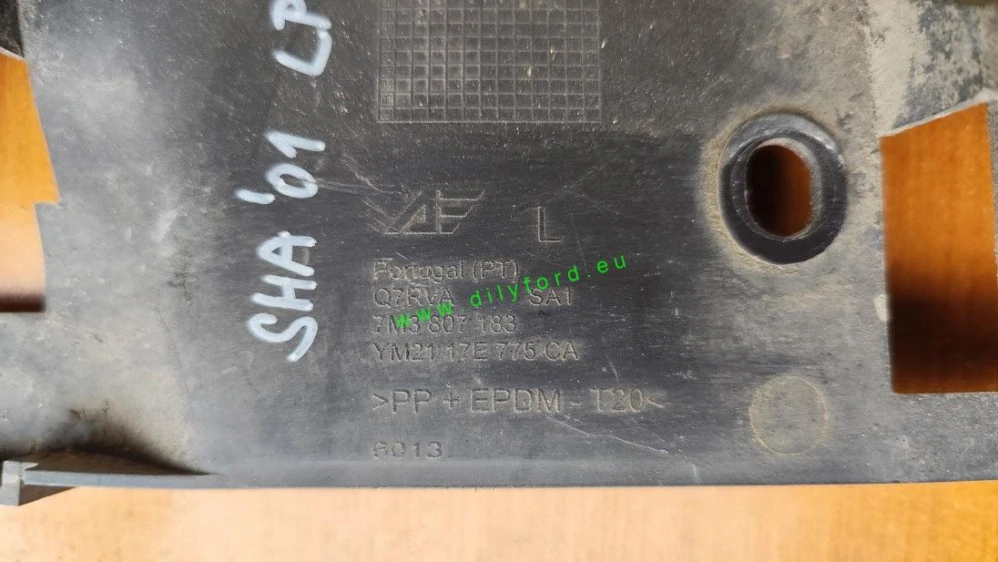 SHA '01 LP
L
Portugal (PT)
Q7RVA SA1
7M3 807 183
YM21 17E 775 CA
>PP + EPDM - T20<
6013
www.dilyford.eu